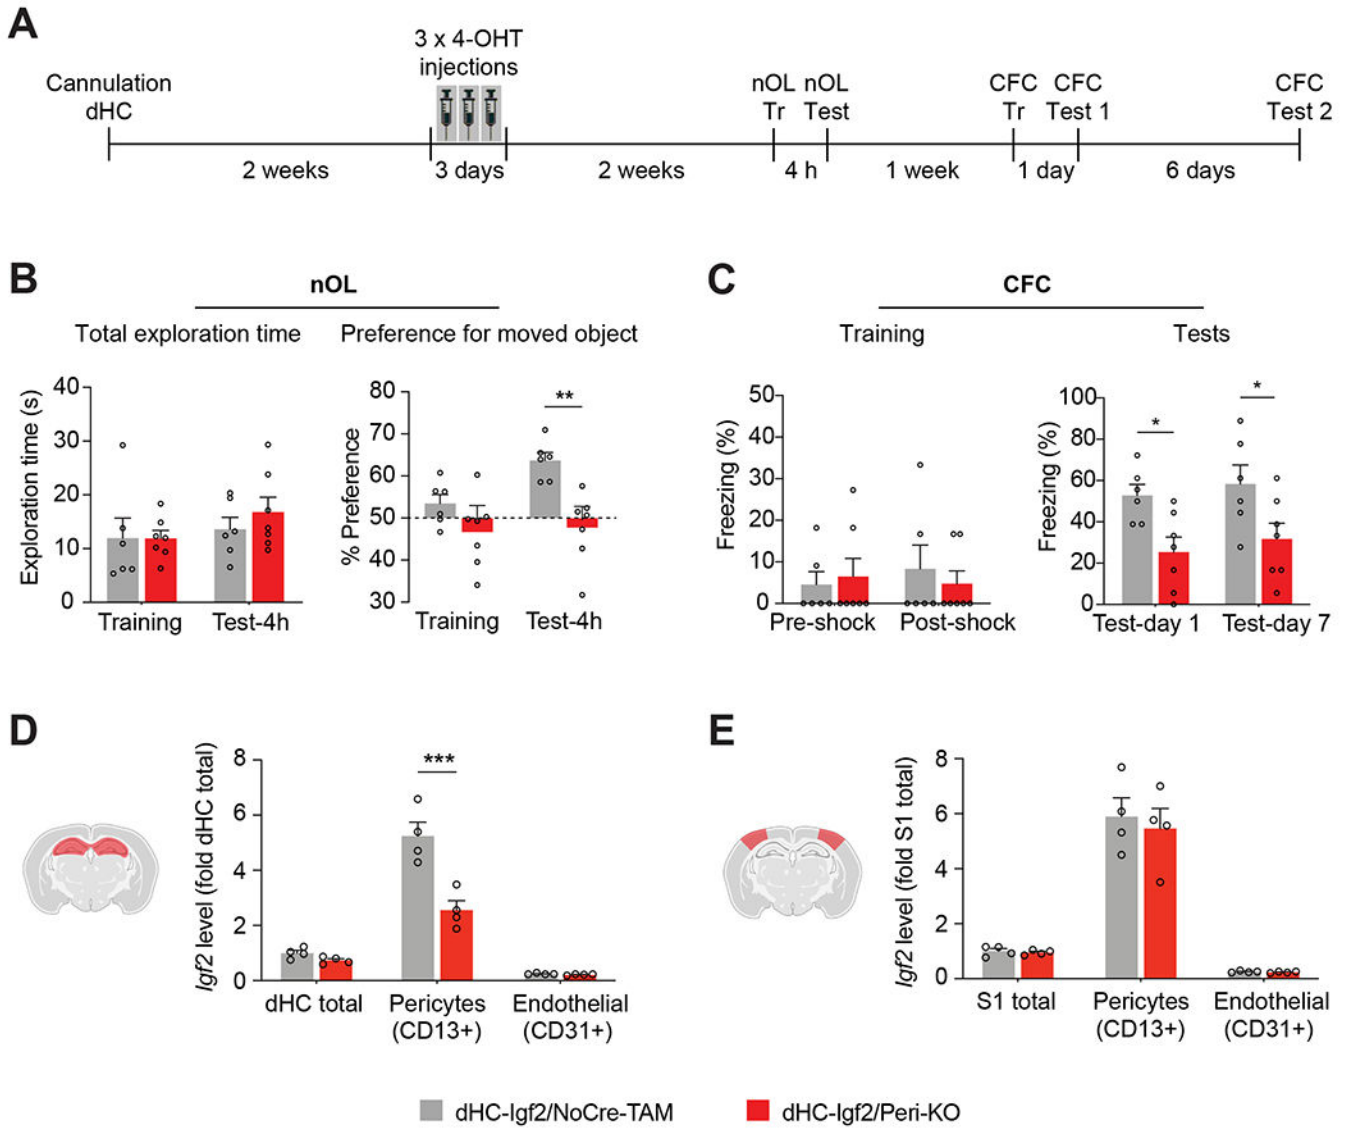 A
3 x 4-OHT
injections
Cannulation
dHC
nOL nOL
Tr Test
CFC CFC
Tr Test 1
CFC
Test 2
2 weeks
3 days
2 weeks
4 h
1 week
1 day
6 days
B
nOL
Total exploration time
Preference for moved object
Exploration time (s)
40
30
20
10
0
Training
Test-4h
% Preference
80
70
60
50
40
30
**
Training
Test-4h
C
CFC
Training
Tests
Freezing (%)
50
40
30
20
10
0
Pre-shock
Post-shock
Freezing (%)
100
80
60
40
20
0
*
*
Test-day 1
Test-day 7
D
Igf2 level (fold dHC total)
8
6
4
2
0
***
dHC total
Pericytes
(CD13+)
Endothelial
(CD31+)
E
Igf2 level (fold S1 total)
8
6
4
2
0
S1 total
Pericytes
(CD13+)
Endothelial
(CD31+)
dHC-Igf2/NoCre-TAM
dHC-Igf2/Peri-KO